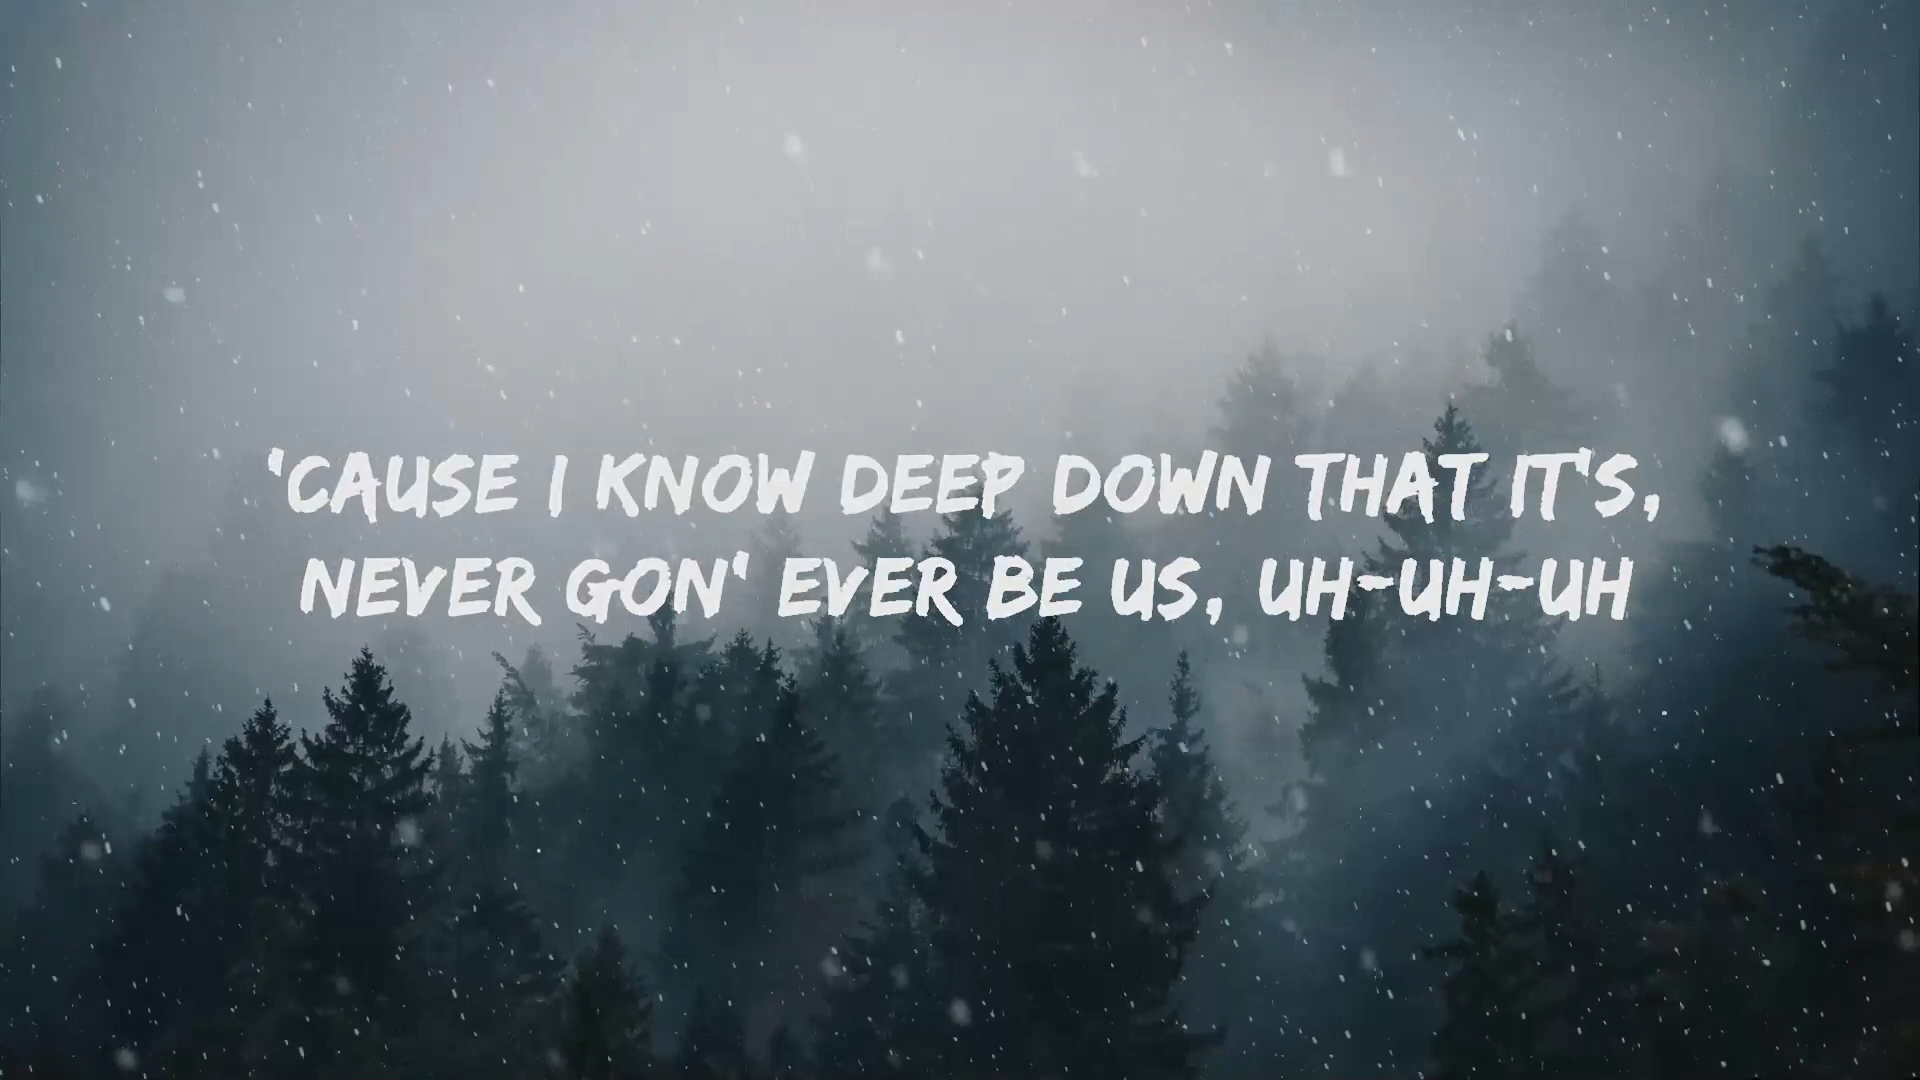 'CAUSE I KNOW DEEP DOWN THAT IT'S,
NEVER GON' EVER BE US, UH-UH-UH